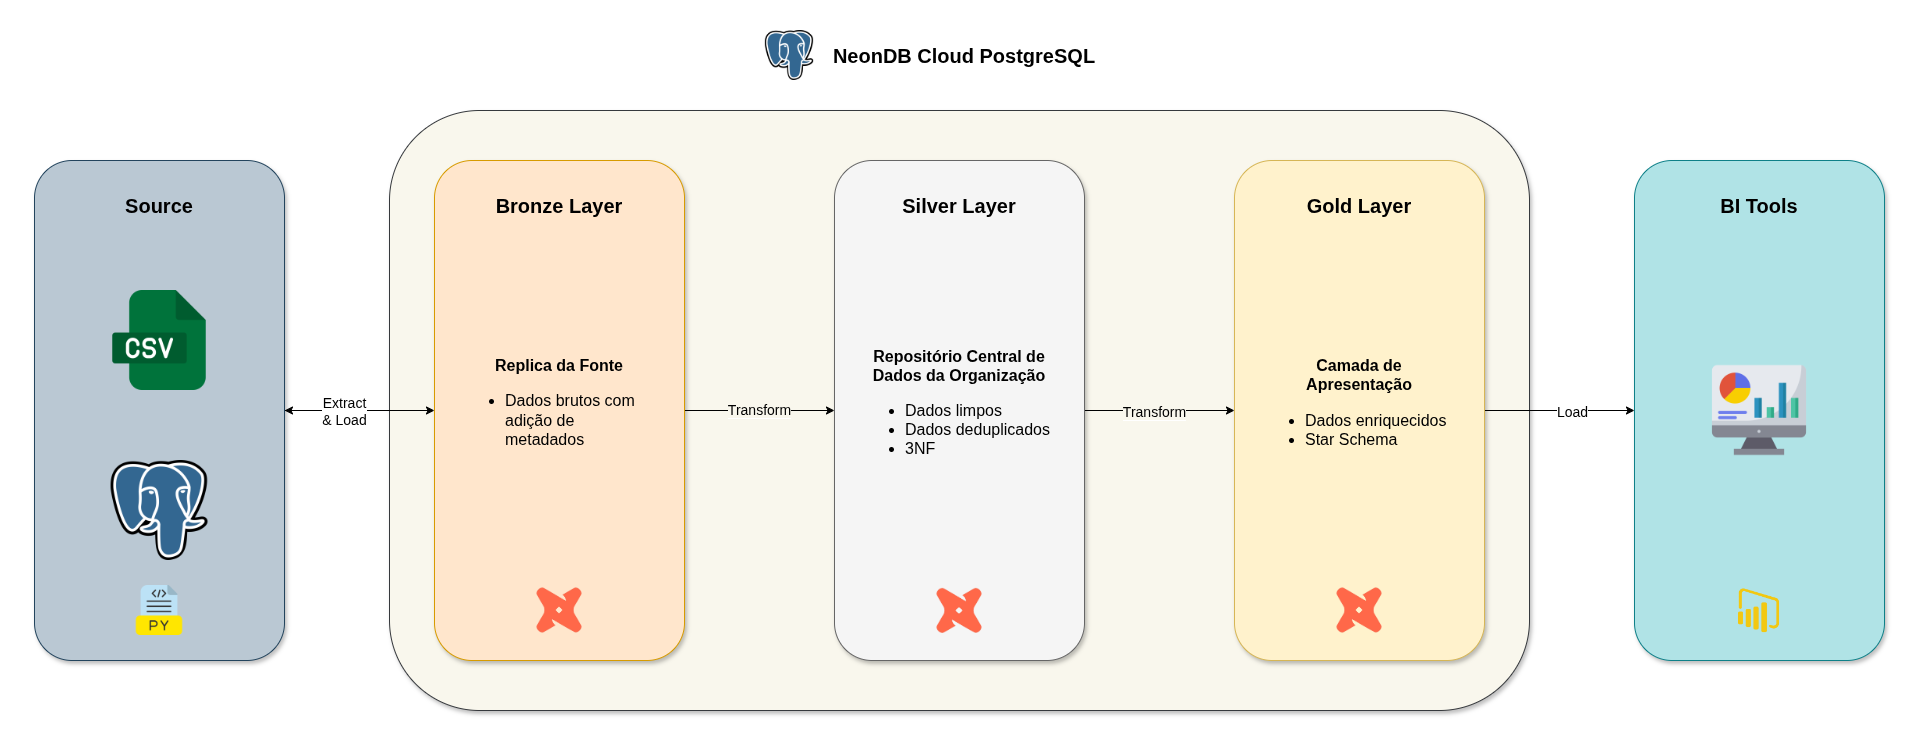 NeonDB Cloud PostgreSQL
Source
CSV
PY
Extract
& Load
Bronze Layer
Replica da Fonte
• Dados brutos com
adição de
metadados
Transform
Silver Layer
Repositório Central de
Dados da Organização
• Dados limpos
• Dados deduplicados
• 3NF
Transform
Gold Layer
Camada de
Apresentação
• Dados enriquecidos
• Star Schema
Load
BI Tools